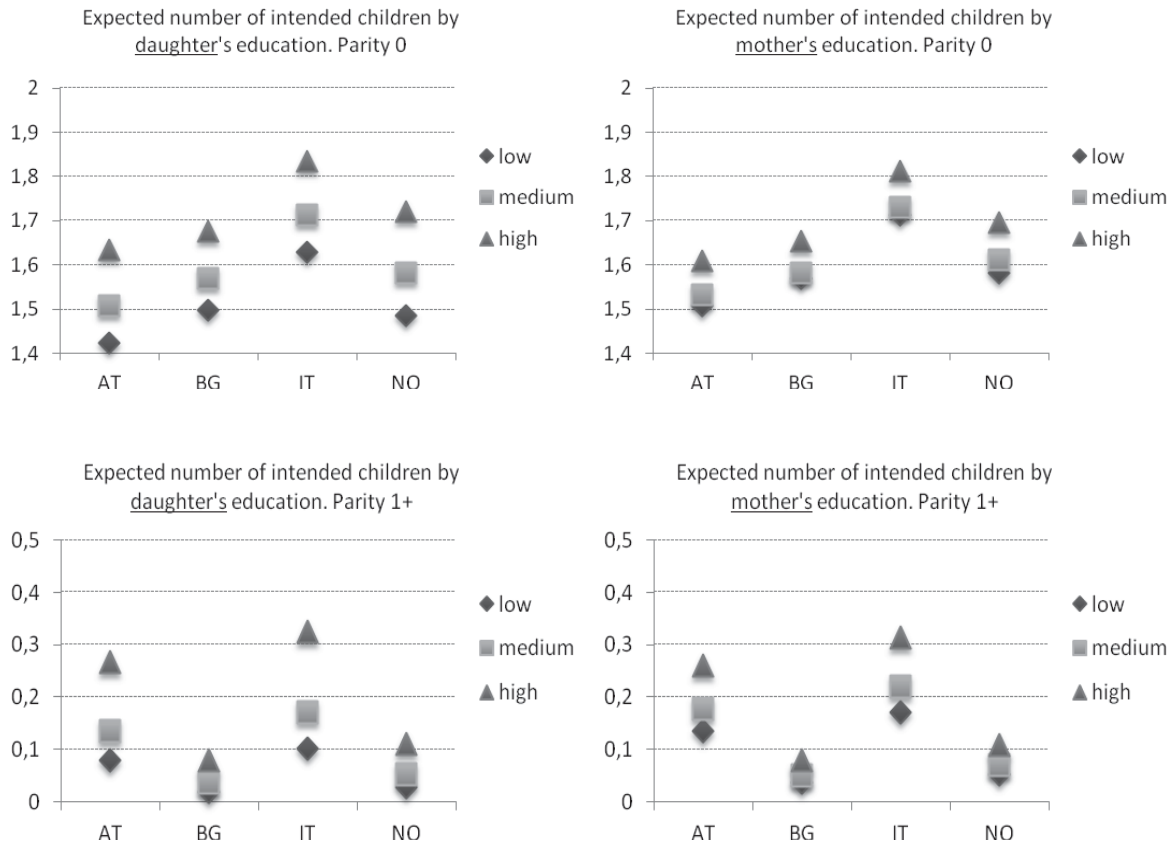 Expected number of intended children by
daughter's education. Parity 0
2
1,9
1,8
1,7
1,6
1,5
1,4
AT BG IT NO
low
medium
high
Expected number of intended children by
mother's education. Parity 0
2
1,9
1,8
1,7
1,6
1,5
1,4
AT BG IT NO
low
medium
high
Expected number of intended children by
daughter's education. Parity 1+
0,5
0,4
0,3
0,2
0,1
0
AT BG IT NO
low
medium
high
Expected number of intended children by
mother's education. Parity 1+
0,5
0,4
0,3
0,2
0,1
0
AT BG IT NO
low
medium
high